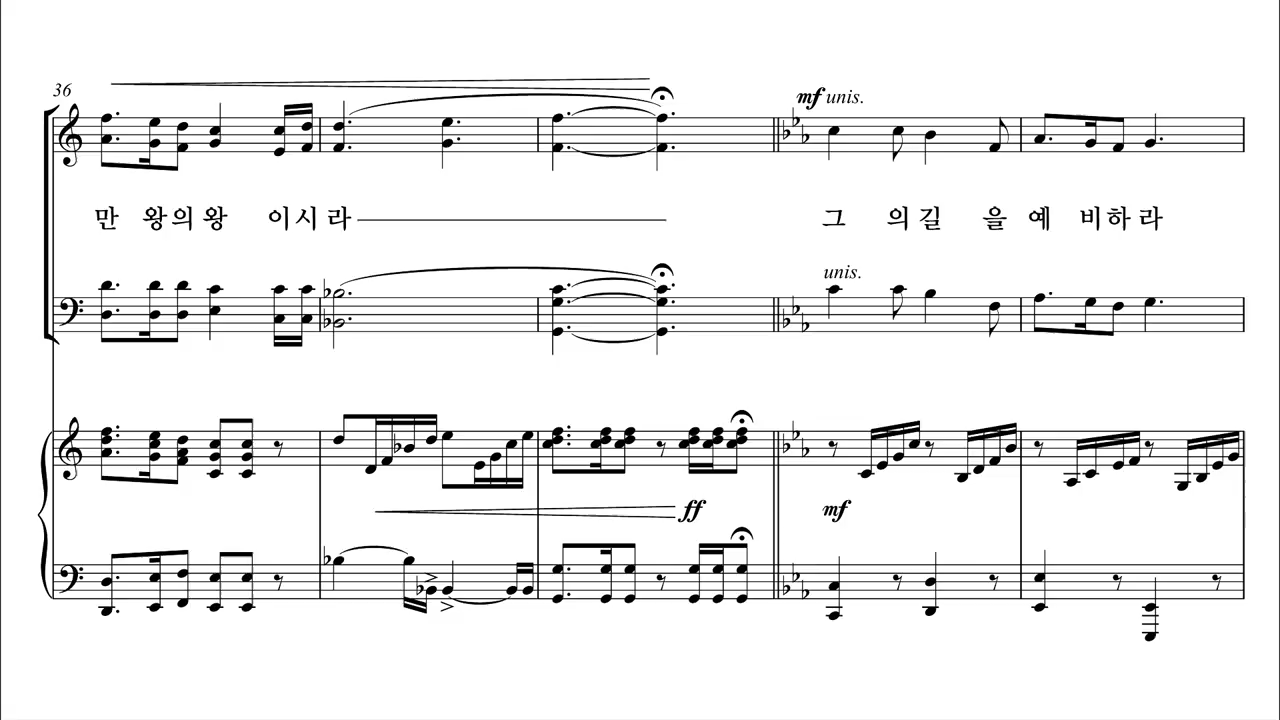 36
mf unis.
만 왕의왕 이시라 그 의길 을예 비하라
unis.
ff mf